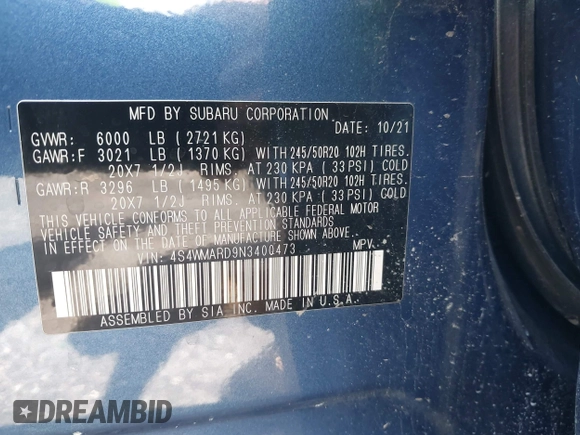 MFD BY SUBARU CORPORATION
DATE: 10/21
GVWR: 6000 LB (2721 KG)
GAWR:F 3021 LB (1370 KG) WITH 245/50R20 102H TIRES.
20X7 1/2J RIMS. AT 230 KPA (33 PSI) COLD
GAWR:R 3296 LB (1495 KG) WITH 245/50R20 102H TIRES.
20X7 1/2J RIMS. AT 230 KPA (33 PSI) COLD
THIS VEHICLE CONFORMS TO ALL APPLICABLE FEDERAL MOTOR
VEHICLE SAFETY AND THEFT PREVENTION STANDARDS IN EFFECT
ON THE DATE OF MANUFACTURE SHOWN ABOVE.
VIN: 4S4WMARD9N3400473 MPV
ASSEMBLED BY SIA INC. MADE IN U.S.A.
DREAMBID